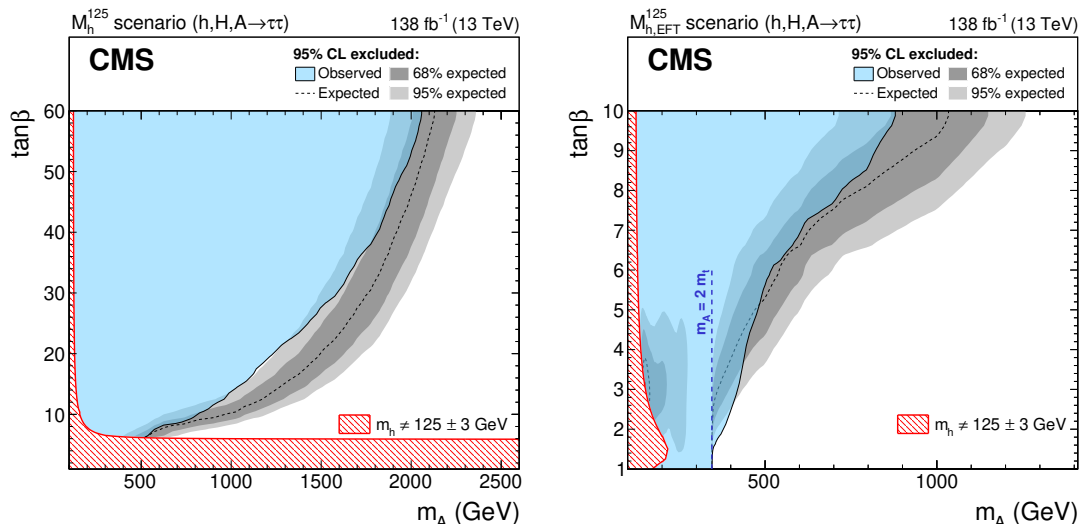 M_h^125 scenario (h,H,A→ττ) 138 fb⁻¹ (13 TeV)
CMS
95% CL excluded:
Observed 68% expected
Expected 95% expected
tanβ
60
50
40
30
20
10
m_h ≠ 125 ± 3 GeV
500 1000 1500 2000 2500
m_A (GeV)
M_h,EFT^125 scenario (h,H,A→ττ) 138 fb⁻¹ (13 TeV)
CMS
95% CL excluded:
Observed 68% expected
Expected 95% expected
tanβ
10
9
8
7
6
5
4
3
2
1
m_A = 2 m_t
m_h ≠ 125 ± 3 GeV
500 1000
m_A (GeV)